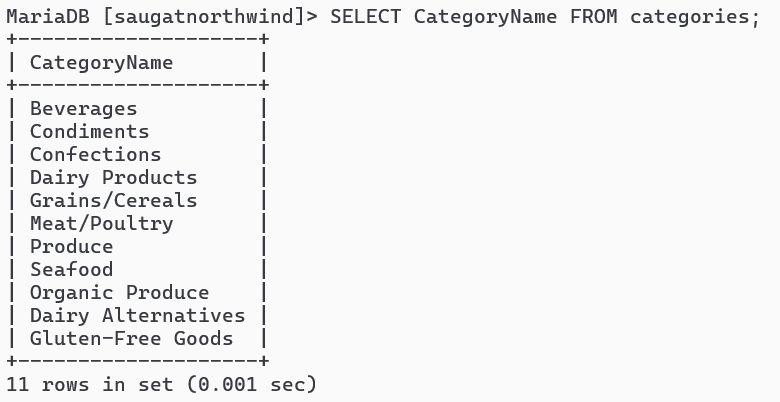 MariaDB [saugatnorthwind]> SELECT CategoryName FROM categories;
+--------------------+
| CategoryName       |
+--------------------+
| Beverages          |
| Condiments         |
| Confections        |
| Dairy Products     |
| Grains/Cereals     |
| Meat/Poultry       |
| Produce            |
| Seafood            |
| Organic Produce    |
| Dairy Alternatives |
| Gluten-Free Goods  |
+--------------------+
11 rows in set (0.001 sec)